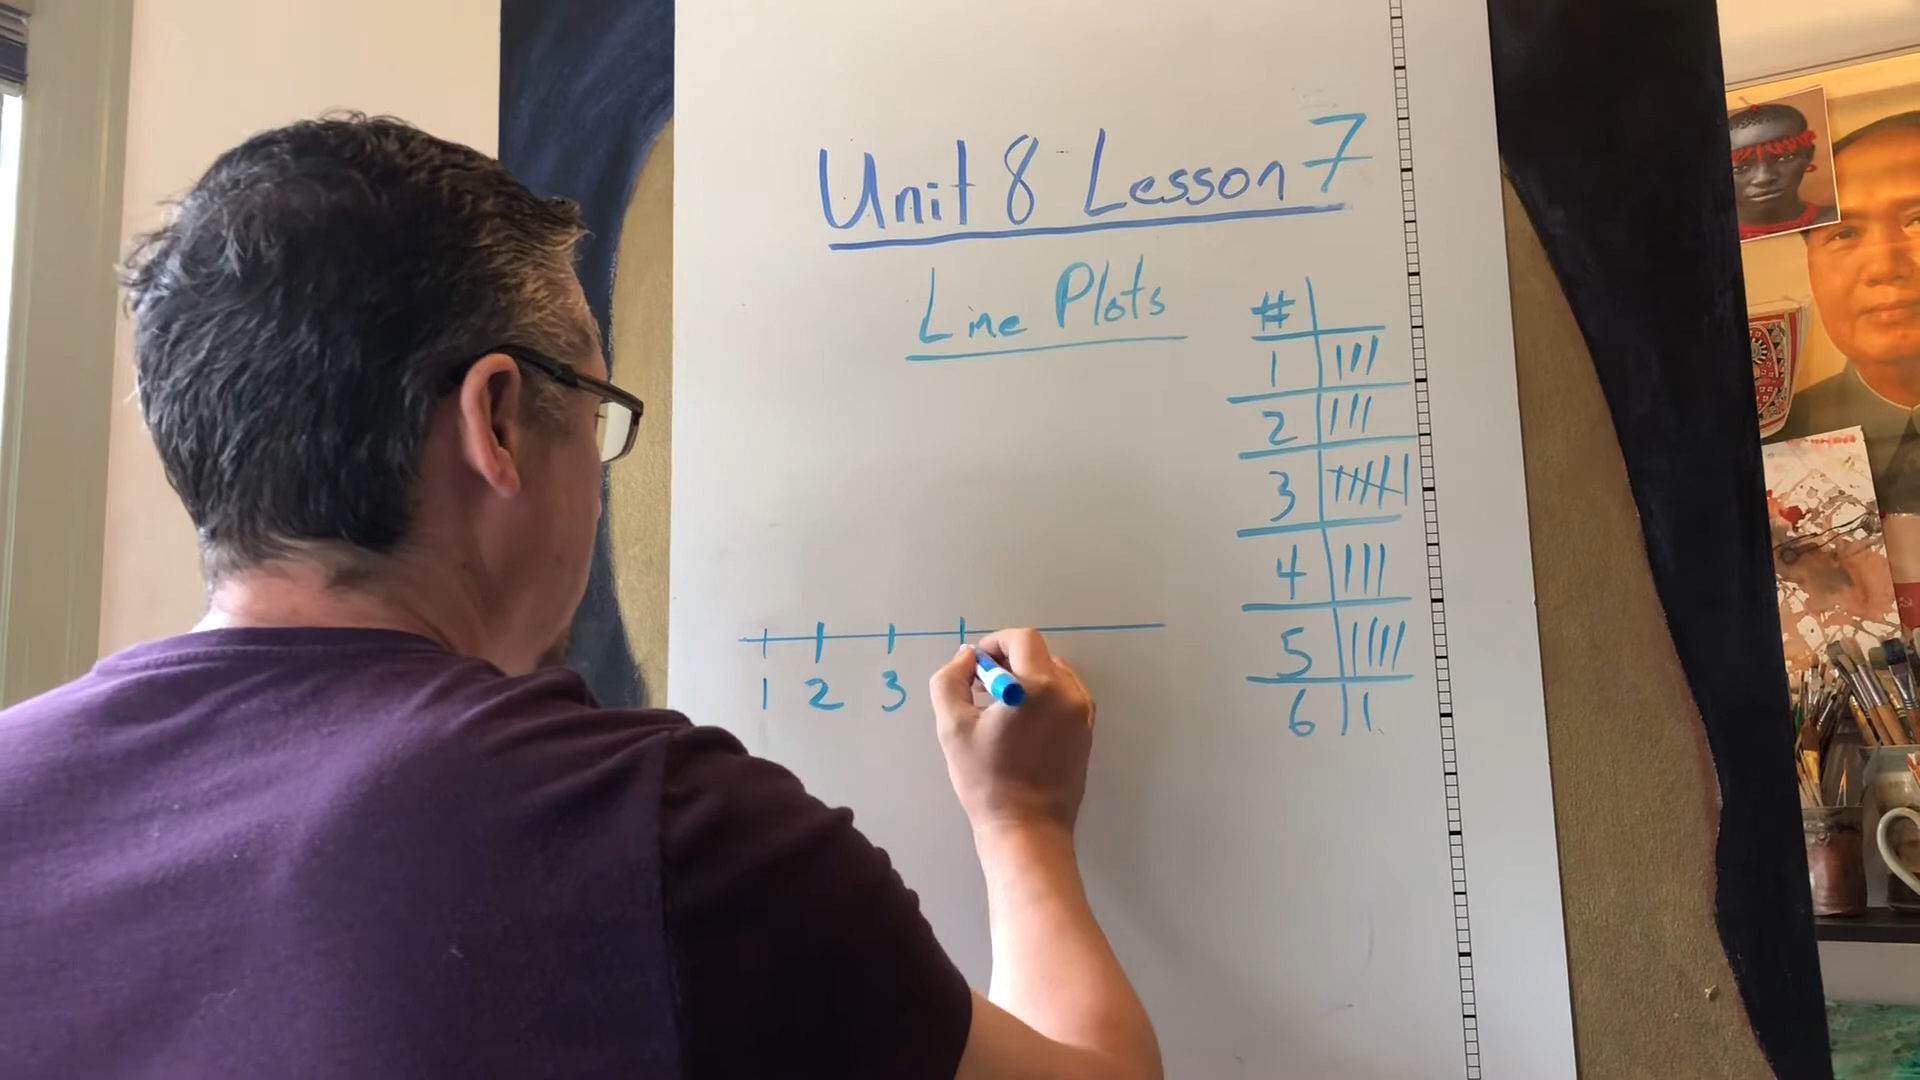 Unit 8 Lesson 7
Line Plots
#
1 |||
2 |||
3
4 |||
5 ||||
6 |
1 2 3